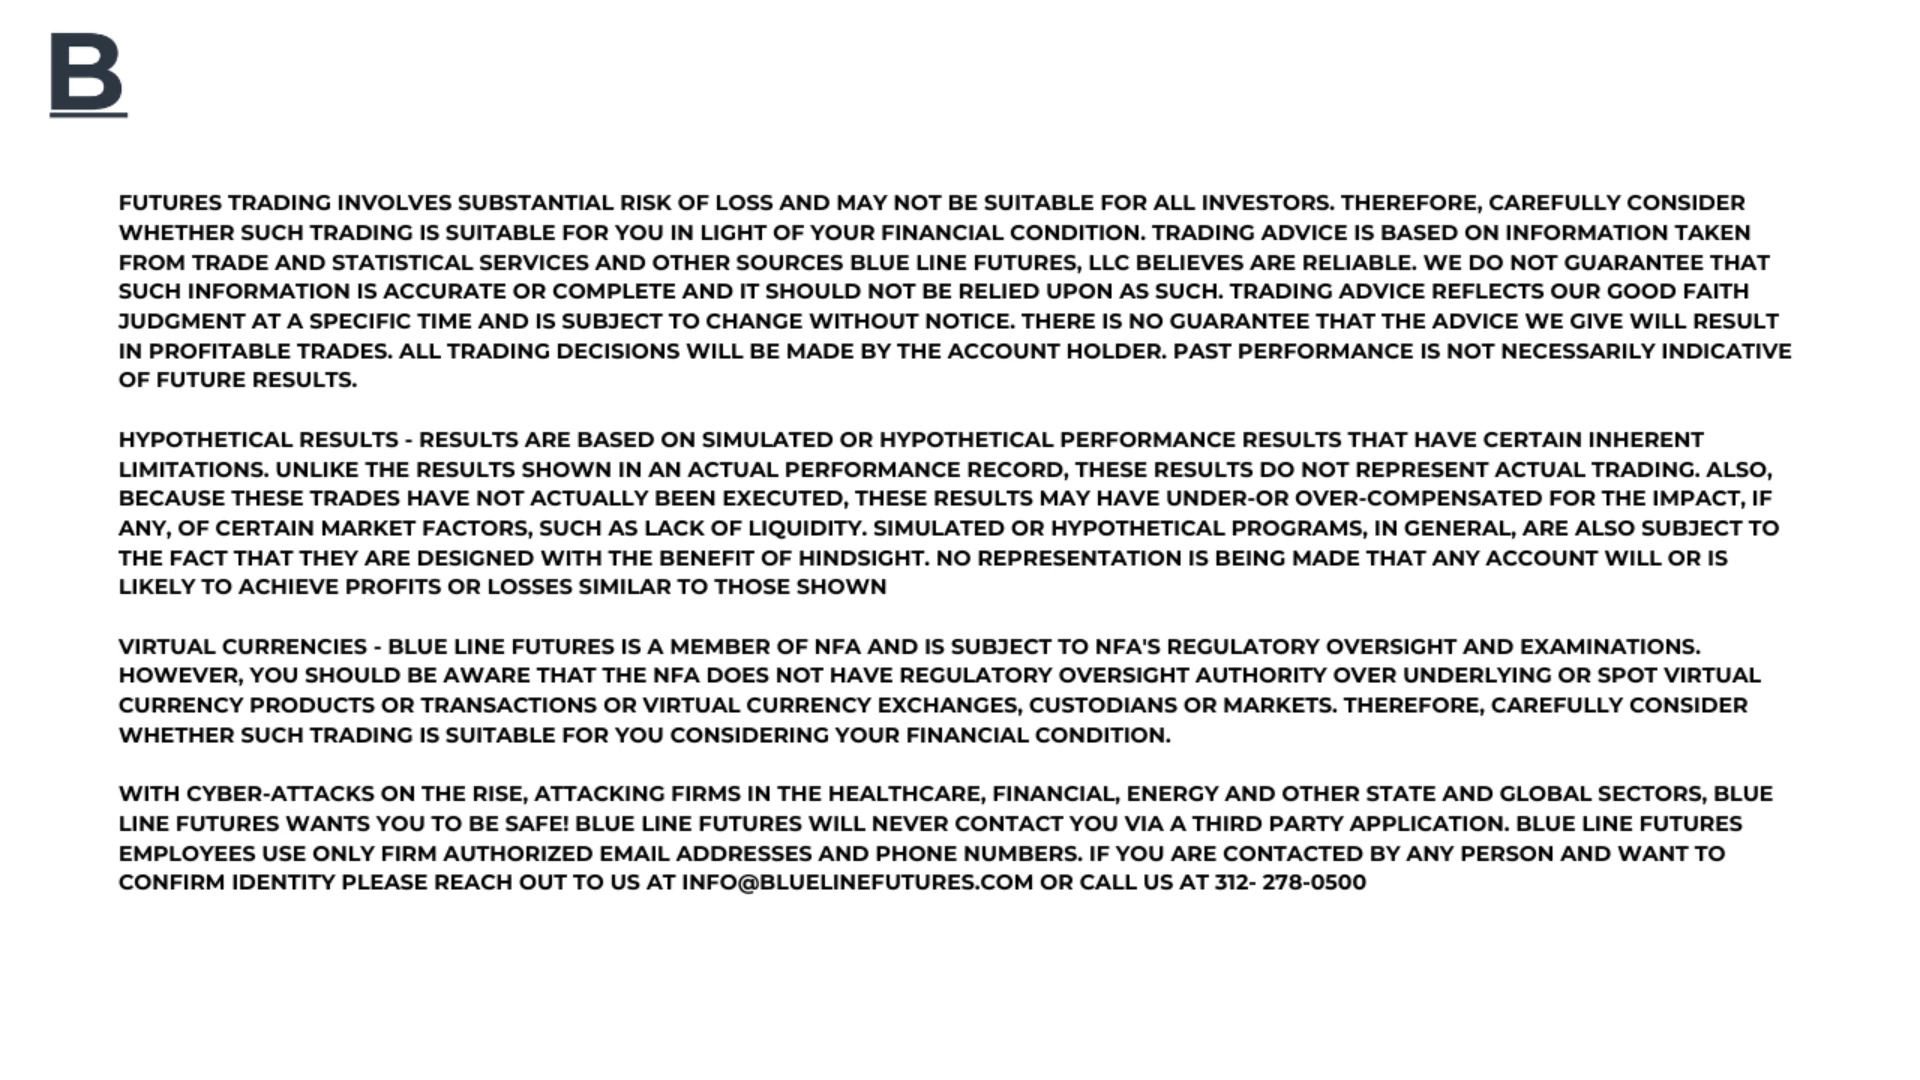 B
FUTURES TRADING INVOLVES SUBSTANTIAL RISK OF LOSS AND MAY NOT BE SUITABLE FOR ALL INVESTORS. THEREFORE, CAREFULLY CONSIDER
WHETHER SUCH TRADING IS SUITABLE FOR YOU IN LIGHT OF YOUR FINANCIAL CONDITION. TRADING ADVICE IS BASED ON INFORMATION TAKEN
FROM TRADE AND STATISTICAL SERVICES AND OTHER SOURCES BLUE LINE FUTURES, LLC BELIEVES ARE RELIABLE. WE DO NOT GUARANTEE THAT
SUCH INFORMATION IS ACCURATE OR COMPLETE AND IT SHOULD NOT BE RELIED UPON AS SUCH. TRADING ADVICE REFLECTS OUR GOOD FAITH
JUDGMENT AT A SPECIFIC TIME AND IS SUBJECT TO CHANGE WITHOUT NOTICE. THERE IS NO GUARANTEE THAT THE ADVICE WE GIVE WILL RESULT
IN PROFITABLE TRADES. ALL TRADING DECISIONS WILL BE MADE BY THE ACCOUNT HOLDER. PAST PERFORMANCE IS NOT NECESSARILY INDICATIVE
OF FUTURE RESULTS.
HYPOTHETICAL RESULTS - RESULTS ARE BASED ON SIMULATED OR HYPOTHETICAL PERFORMANCE RESULTS THAT HAVE CERTAIN INHERENT
LIMITATIONS. UNLIKE THE RESULTS SHOWN IN AN ACTUAL PERFORMANCE RECORD, THESE RESULTS DO NOT REPRESENT ACTUAL TRADING. ALSO,
BECAUSE THESE TRADES HAVE NOT ACTUALLY BEEN EXECUTED, THESE RESULTS MAY HAVE UNDER-OR OVER-COMPENSATED FOR THE IMPACT, IF
ANY, OF CERTAIN MARKET FACTORS, SUCH AS LACK OF LIQUIDITY. SIMULATED OR HYPOTHETICAL PROGRAMS, IN GENERAL, ARE ALSO SUBJECT TO
THE FACT THAT THEY ARE DESIGNED WITH THE BENEFIT OF HINDSIGHT. NO REPRESENTATION IS BEING MADE THAT ANY ACCOUNT WILL OR IS
LIKELY TO ACHIEVE PROFITS OR LOSSES SIMILAR TO THOSE SHOWN
VIRTUAL CURRENCIES - BLUE LINE FUTURES IS A MEMBER OF NFA AND IS SUBJECT TO NFA'S REGULATORY OVERSIGHT AND EXAMINATIONS.
HOWEVER, YOU SHOULD BE AWARE THAT THE NFA DOES NOT HAVE REGULATORY OVERSIGHT AUTHORITY OVER UNDERLYING OR SPOT VIRTUAL
CURRENCY PRODUCTS OR TRANSACTIONS OR VIRTUAL CURRENCY EXCHANGES, CUSTODIANS OR MARKETS. THEREFORE, CAREFULLY CONSIDER
WHETHER SUCH TRADING IS SUITABLE FOR YOU CONSIDERING YOUR FINANCIAL CONDITION.
WITH CYBER-ATTACKS ON THE RISE, ATTACKING FIRMS IN THE HEALTHCARE, FINANCIAL, ENERGY AND OTHER STATE AND GLOBAL SECTORS, BLUE
LINE FUTURES WANTS YOU TO BE SAFE! BLUE LINE FUTURES WILL NEVER CONTACT YOU VIA A THIRD PARTY APPLICATION. BLUE LINE FUTURES
EMPLOYEES USE ONLY FIRM AUTHORIZED EMAIL ADDRESSES AND PHONE NUMBERS. IF YOU ARE CONTACTED BY ANY PERSON AND WANT TO
CONFIRM IDENTITY PLEASE REACH OUT TO US AT INFO@BLUELINEFUTURES.COM OR CALL US AT 312- 278-0500